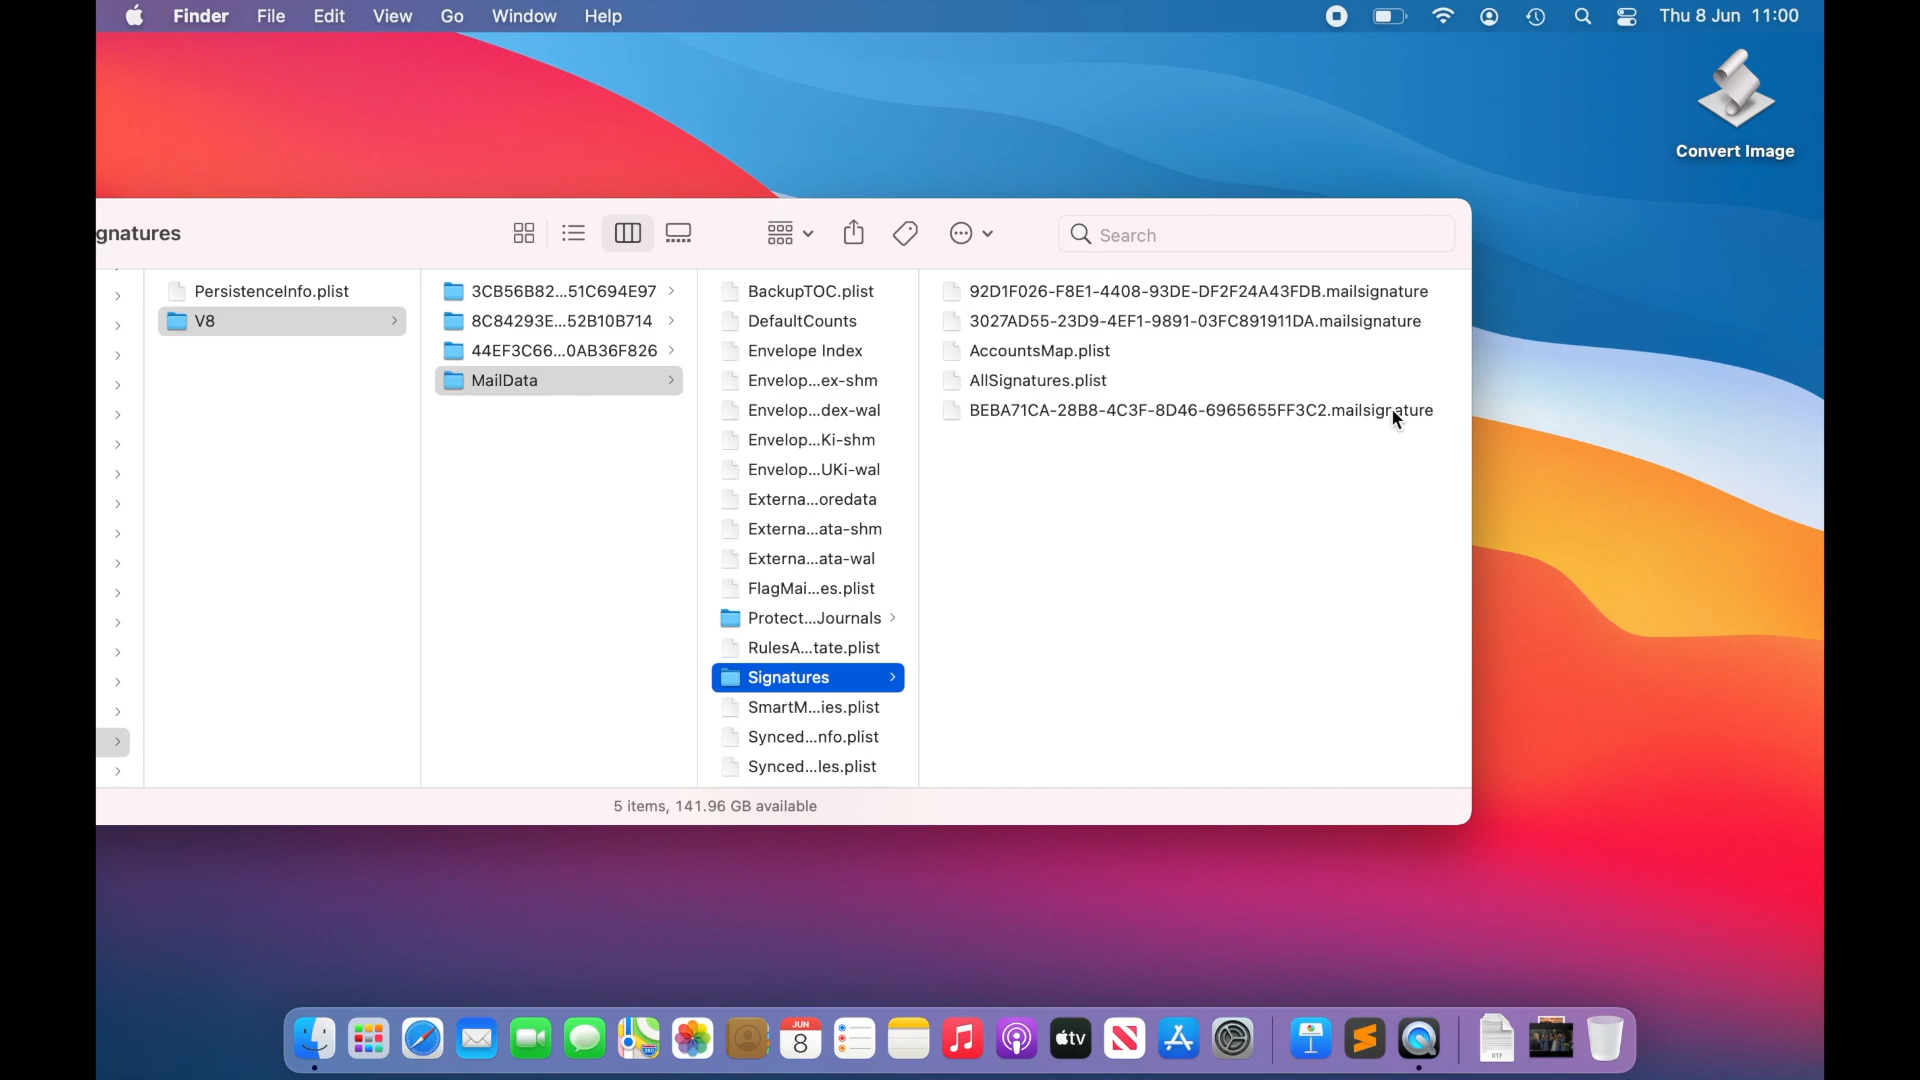 Finder File Edit View Go Window Help Thu 8 Jun 11:00
Convert Image
gnatures
Search
PersistenceInfo.plist
V8
3CB56B82...51C694E97
8C84293E...52B10B714
44EF3C66...0AB36F826
MailData
BackupTOC.plist
DefaultCounts
Envelope Index
Envelop...ex-shm
Envelop...dex-wal
Envelop...Ki-shm
Envelop...UKi-wal
Externa...oredata
Externa...ata-shm
Externa...ata-wal
FlagMai...es.plist
Protect...Journals
RulesA...tate.plist
Signatures
SmartM...ies.plist
Synced...nfo.plist
Synced...les.plist
92D1F026-F8E1-4408-93DE-DF2F24A43FDB.mailsignature
3027AD55-23D9-4EF1-9891-03FC891911DA.mailsignature
AccountsMap.plist
AllSignatures.plist
BEBA71CA-28B8-4C3F-8D46-6965655FF3C2.mailsignature
5 items, 141.96 GB available
JUN
8
tv
RTF